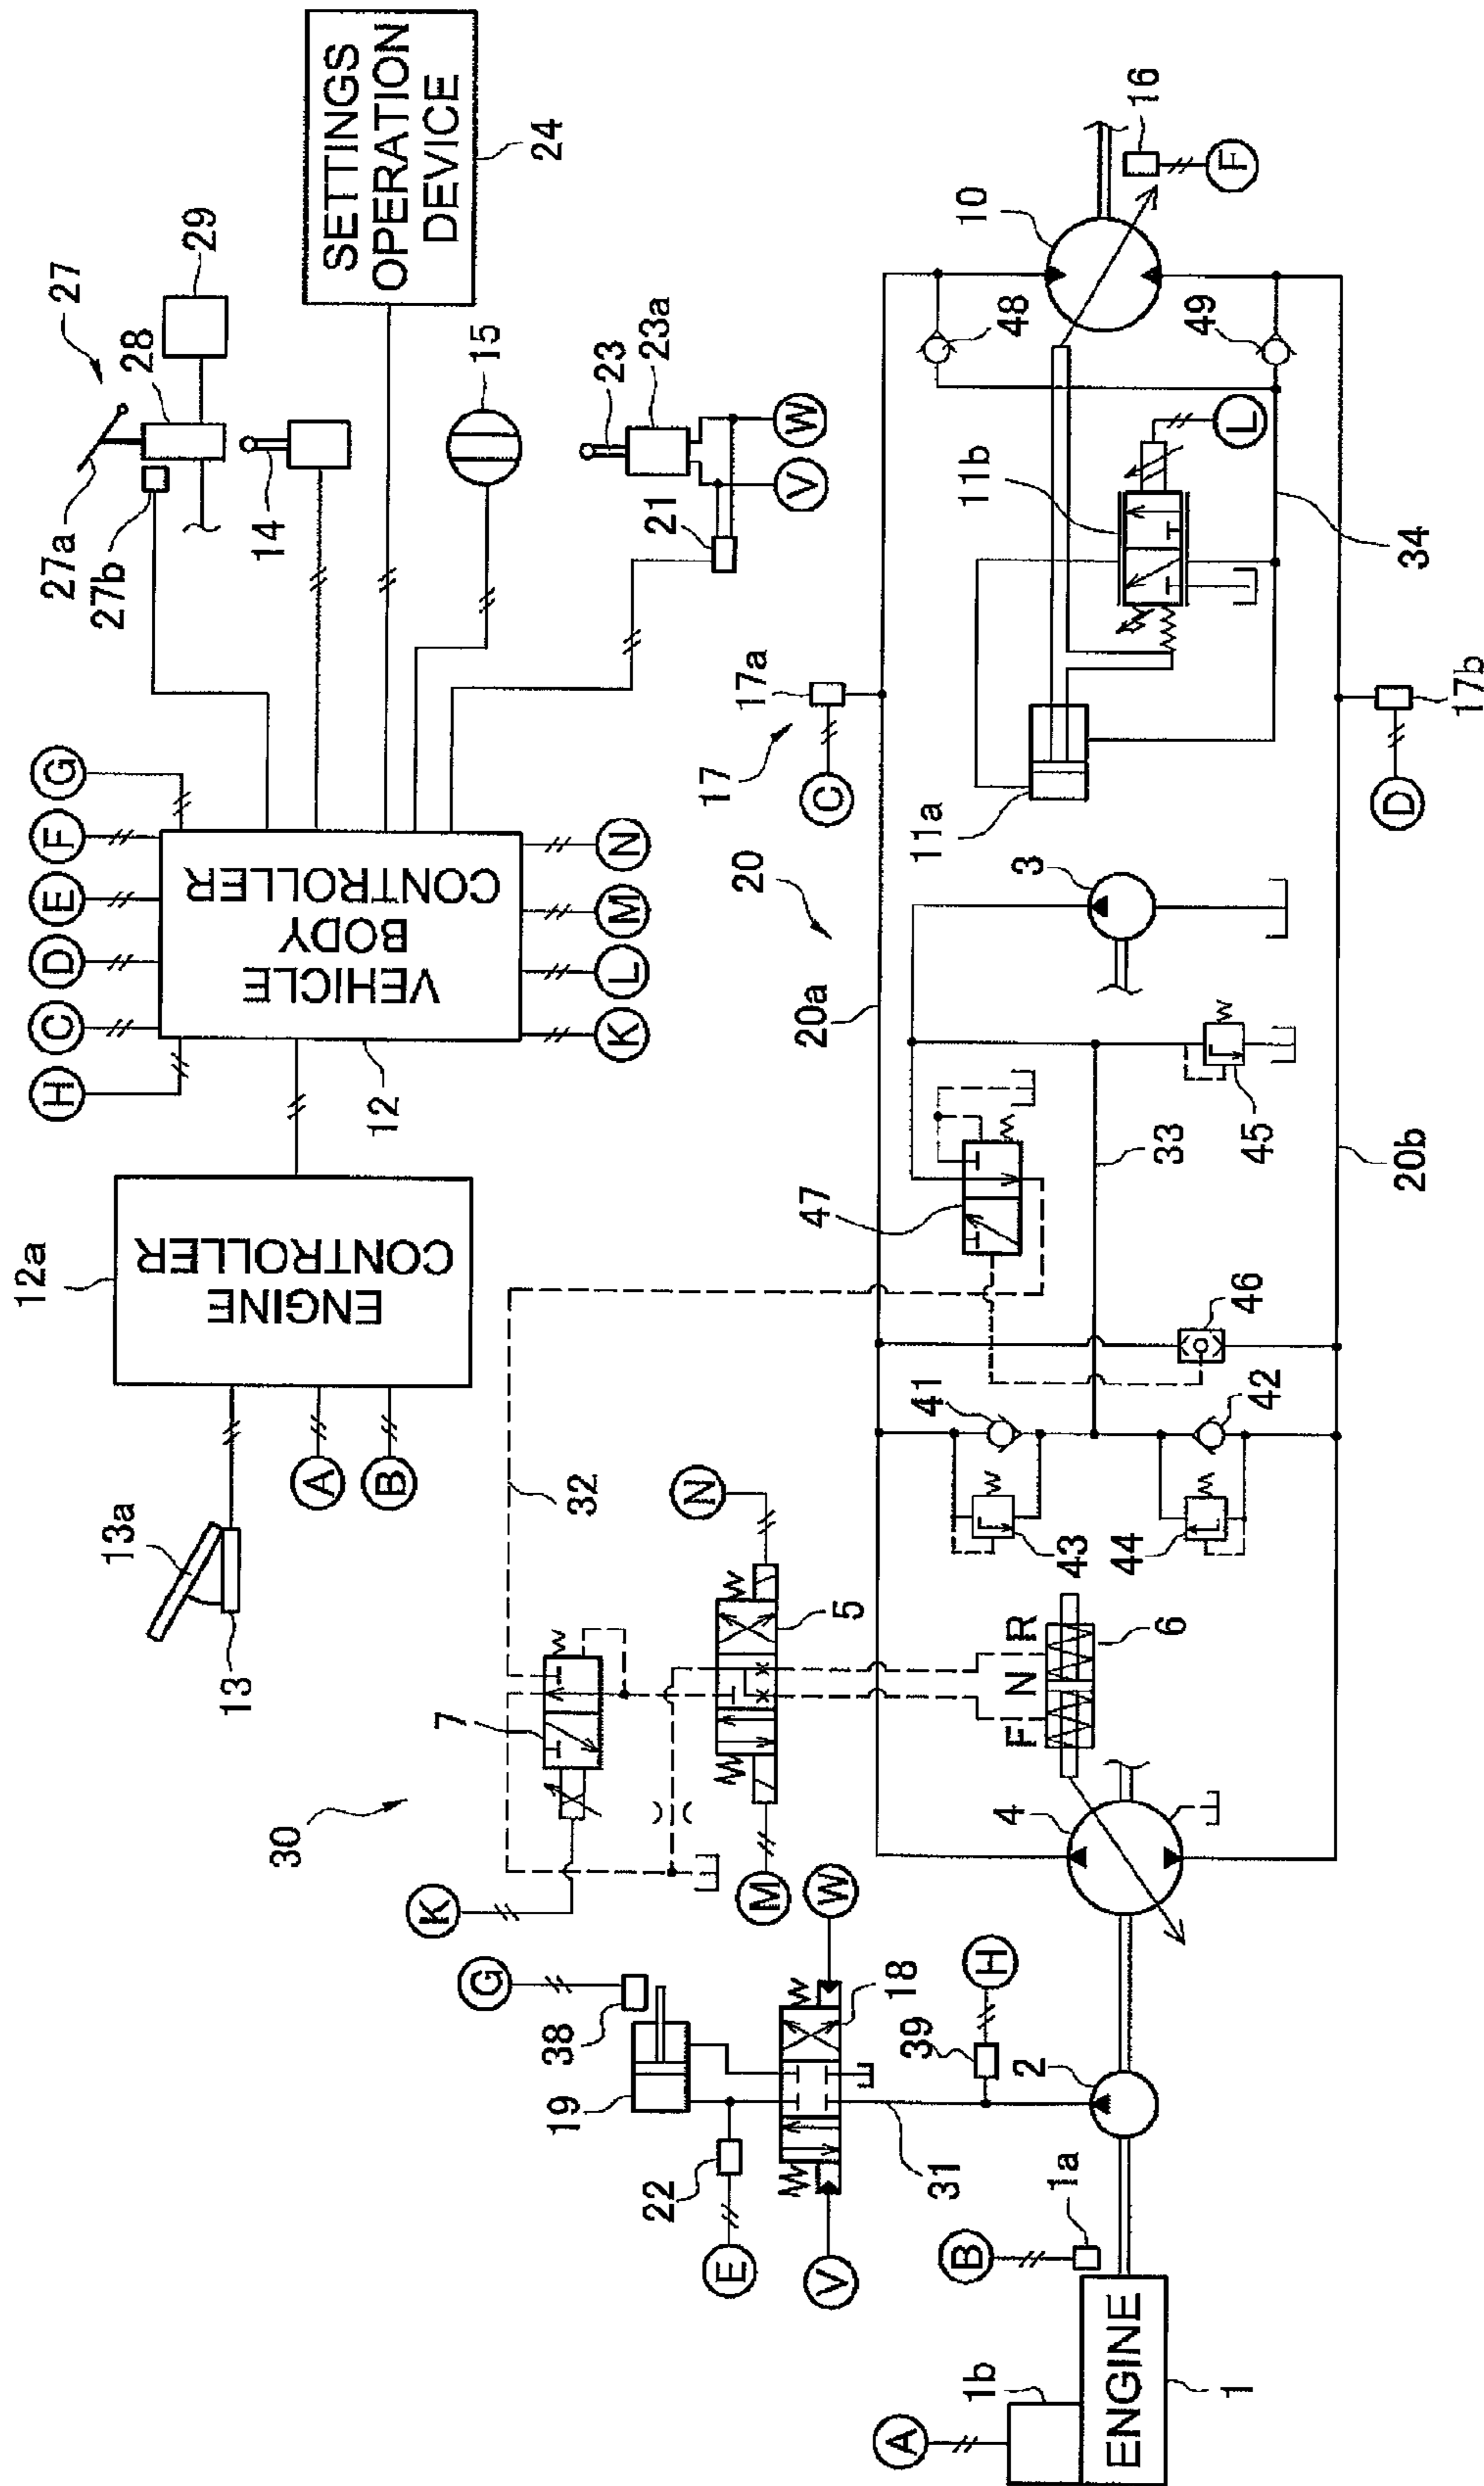 13a
13
12a
ENGINE
CONTROLLER
A
B
H
C
D
E
F
G
VEHICLE
BODY
CONTROLLER
12
K
L
M
N
27
27a
27b
28
29
14
SETTINGS
OPERATION
DEVICE
24
15
23
23a
21
V
W
30
K
7
32
N
M
5
G
38
19
22
E
V
W
18
31
39
H
A
1b
B
1a
ENGINE
1
2
4
F N R
6
41
42
43
44
46
47
33
45
20
20a
20b
3
17
17a
C
17b
D
11a
11b
L
34
48
49
10
16
F